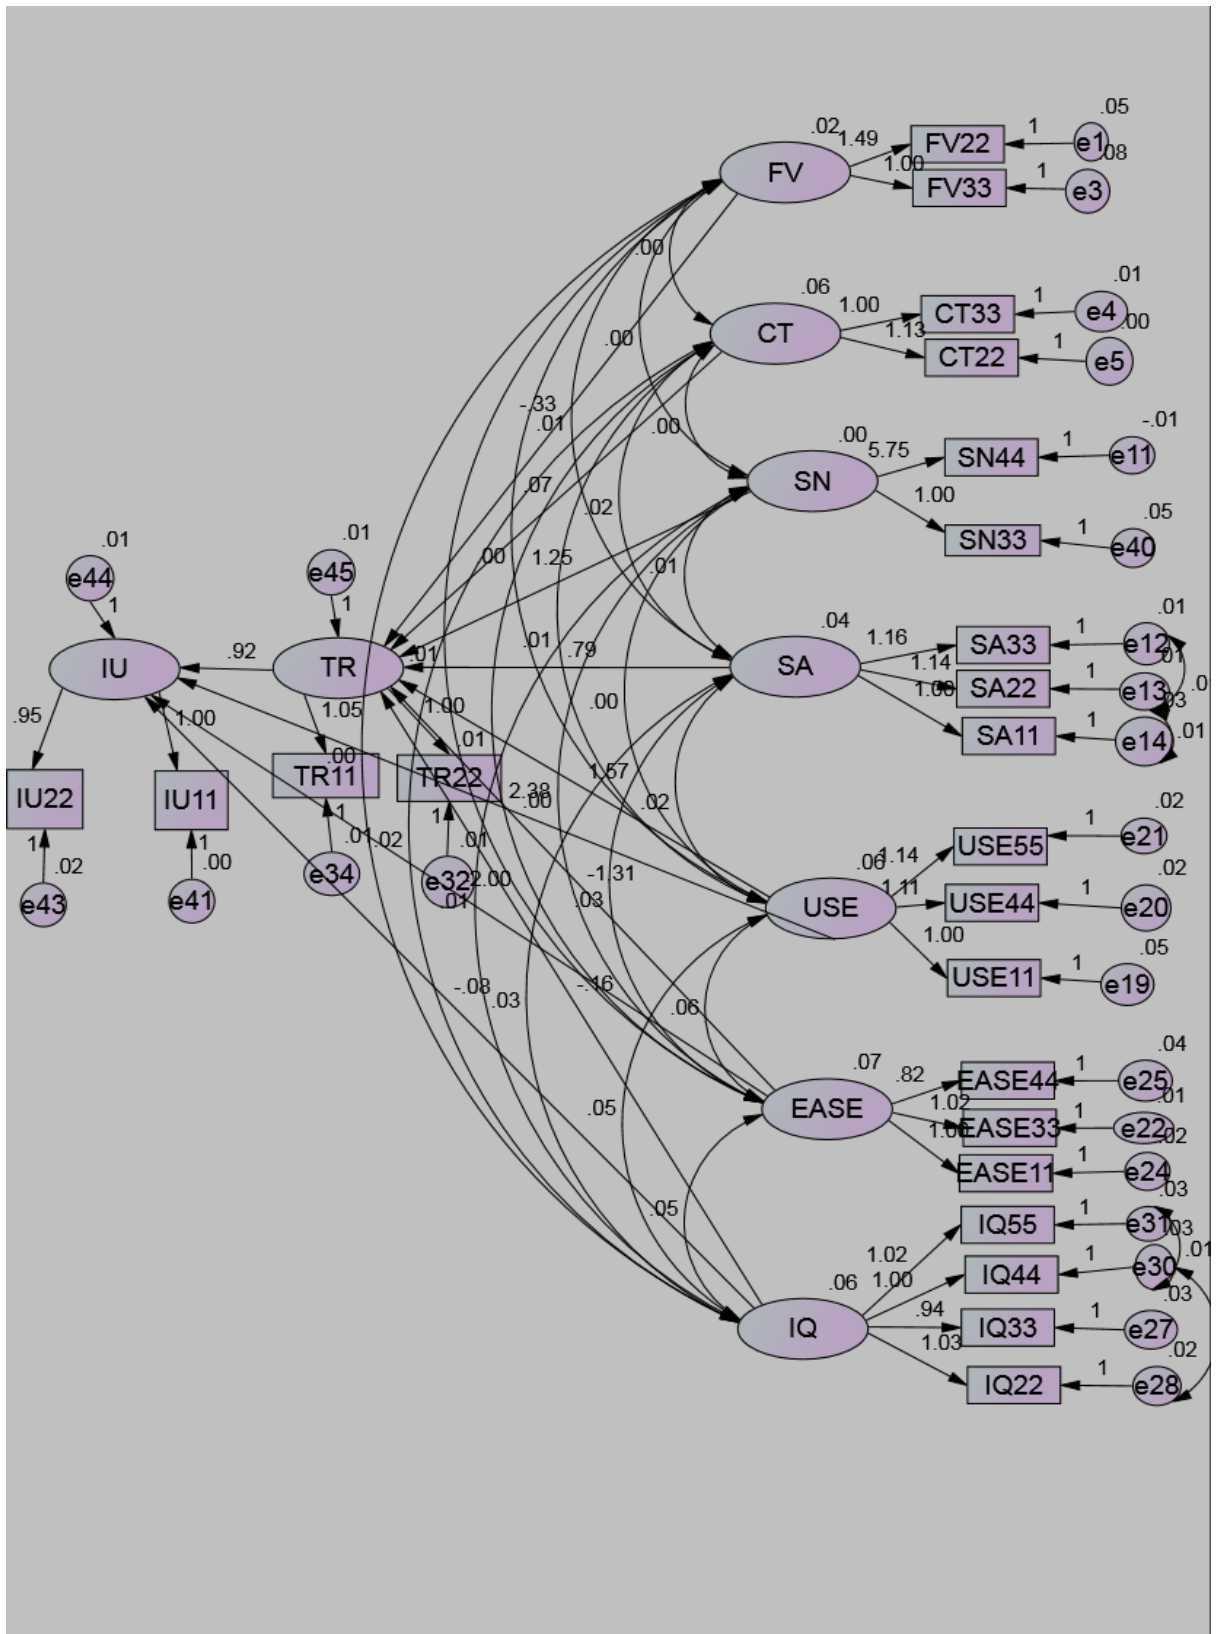 .05
.02 1.49 FV22 1 e1
FV 1.00 .08
FV33 1 e3
.00
.01
.06 1.00 CT33 1 e4
CT 1.13 .00
CT22 1 e5
.00
-.33
.01
.00
-.01
.00 5.75 SN44 1 e11
SN
.07 1.00 .05
.02
SN33 1 e40
.01 .01 .00 1.25 .01
e44 e45
1 1 .04 .01
.01 .79 1.16 SA33 1 e12
IU .92 TR .01 SA 1.14 .01
1.00 SA22 1 e13
.95 1.00 1.05 1.00 .00 .03
.01 SA11 1 e14 .01
.00
IU22 IU11 TR11 TR22 1.57
2.38 .00 .02 .02
1 1 1 1
.02 .00 .01 .02 .01 USE55 1 e21
.06 1.14
e43 e41 e34 e32 2.00 -1.31 .02
.01 .03 USE 1.11 USE44 1 e20
1.00 .05
-.08 .03 -.16 USE11 1 e19
.06
.07 .82 .04
EASE44 1 e25
EASE 1.02 .01
.05 1.00 EASE33 1 e22
.02
EASE11 1 e24
.03
.05 IQ55 1 e31 .03
1.02 .01
.06 1.00 IQ44 1 e30
.03
IQ .94 IQ33 1 e27
1.03 .02
IQ22 1 e28